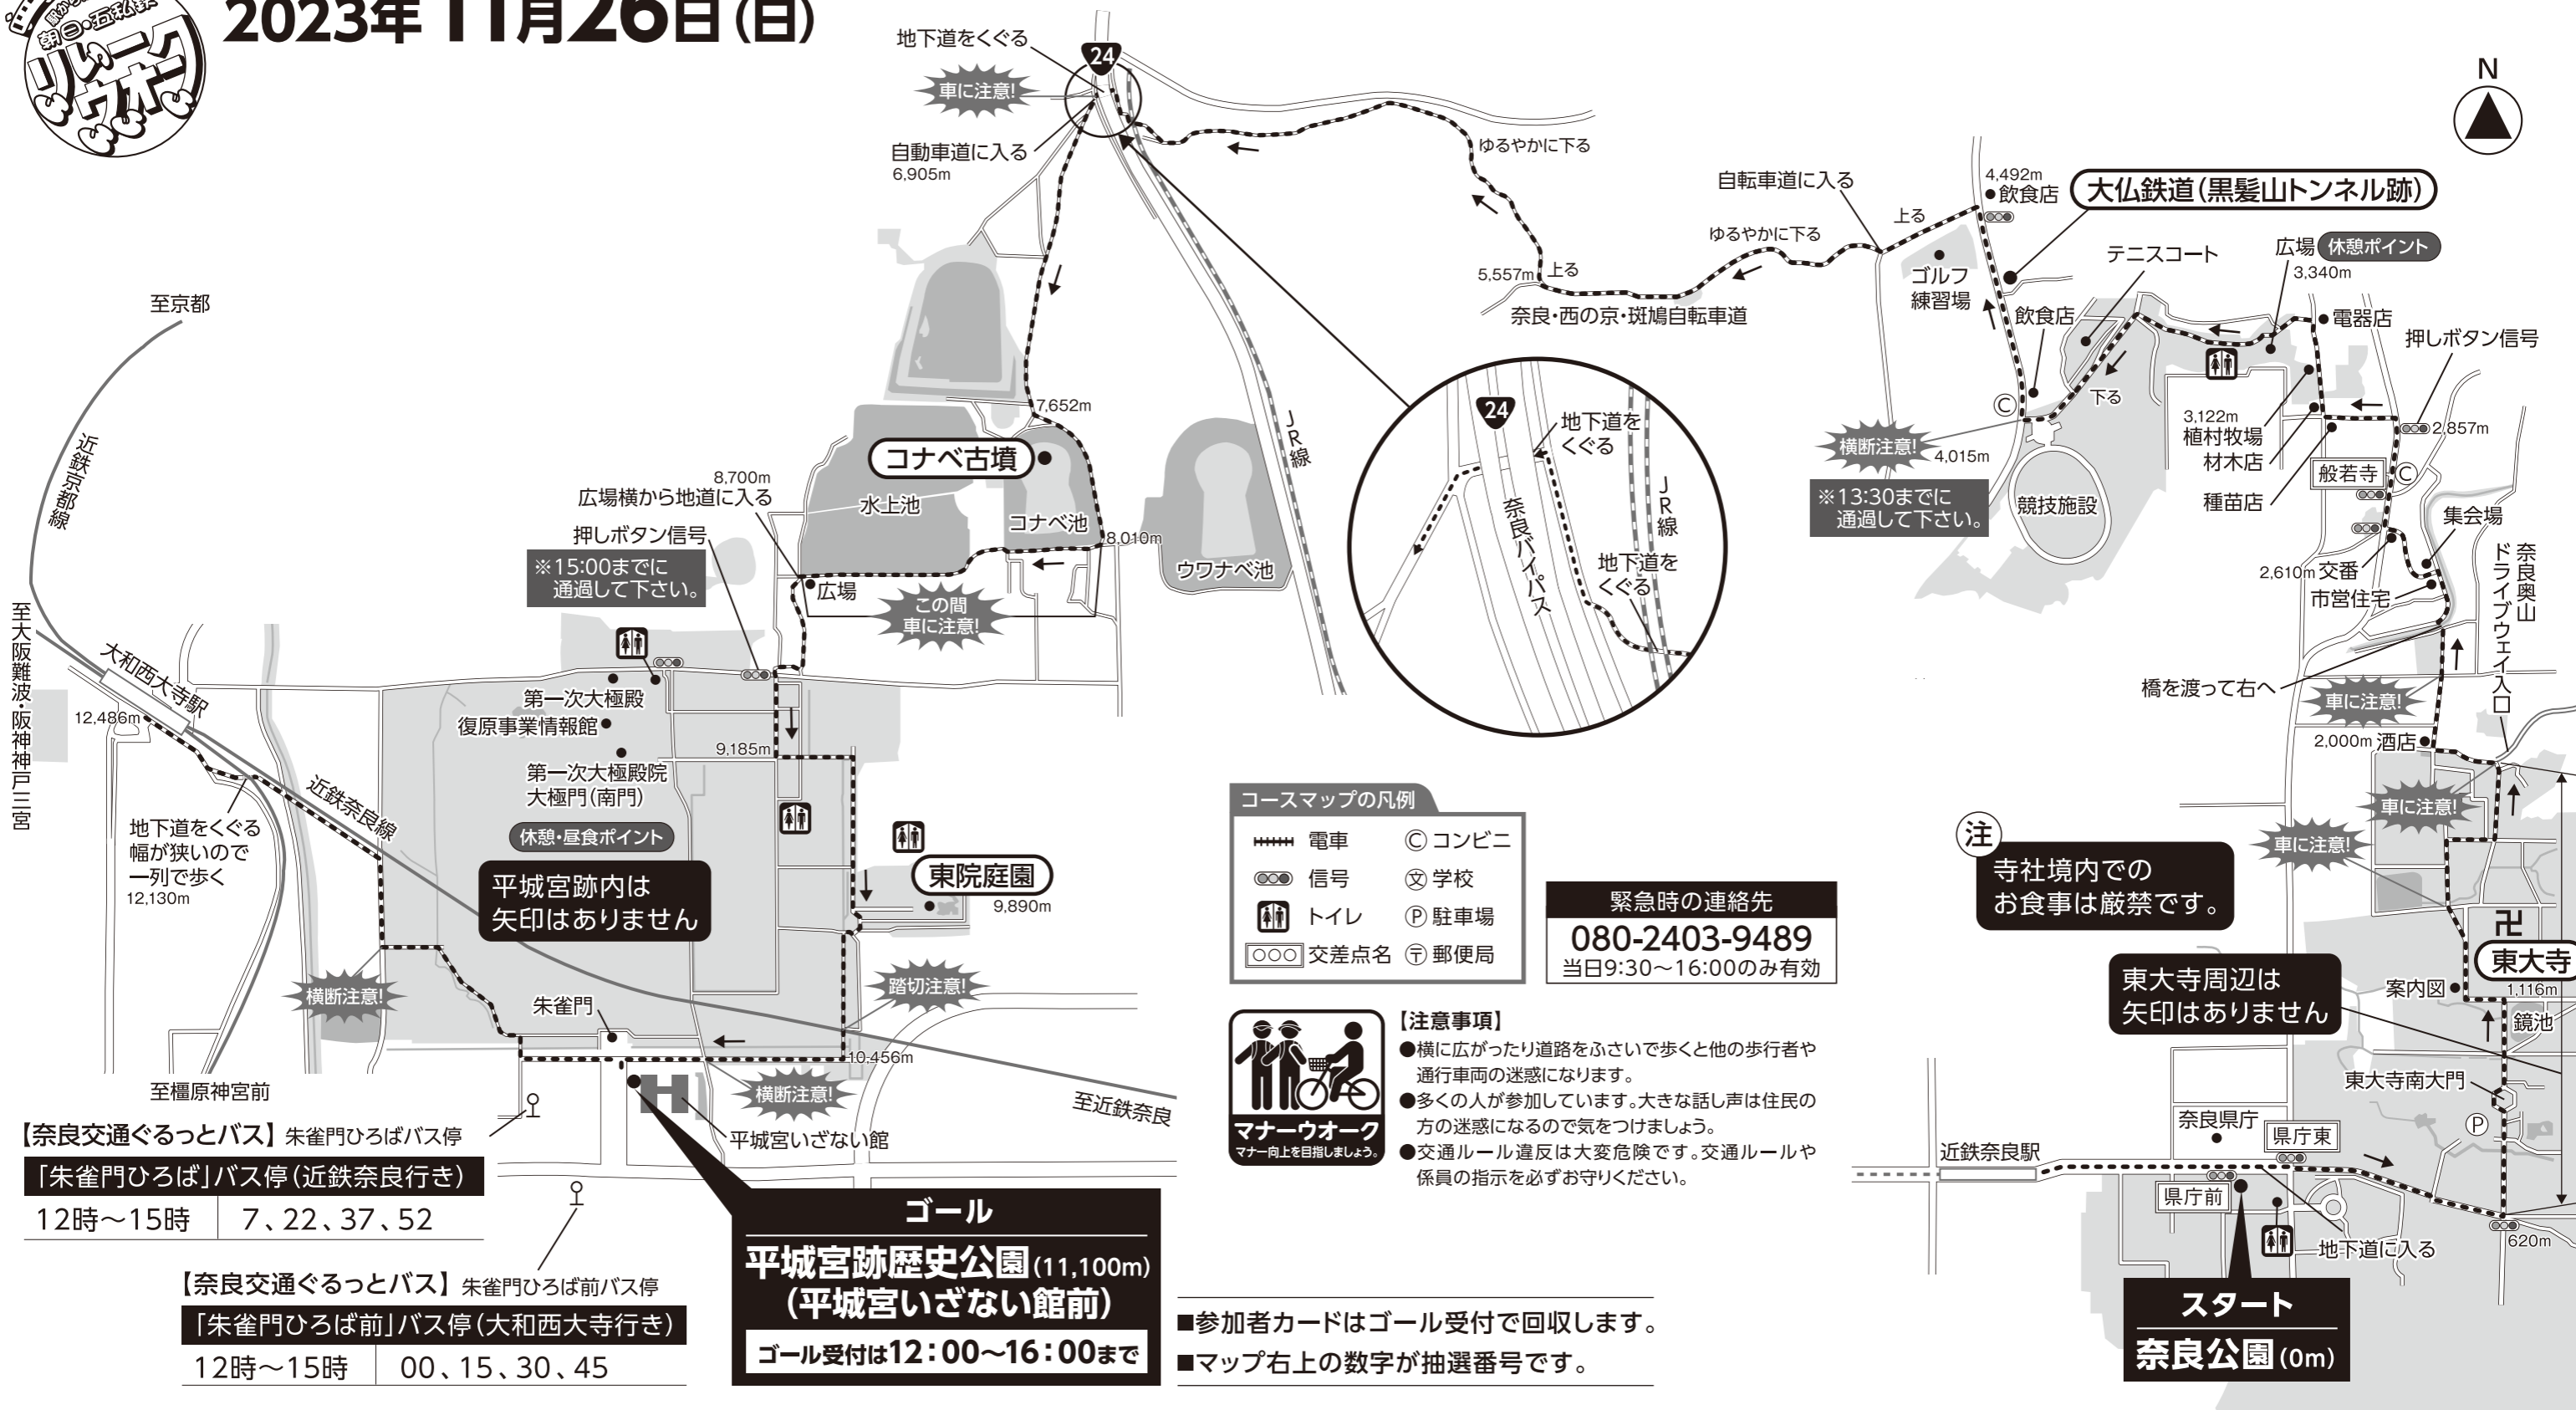 朝日・五私鉄
リレー
ウオーク
2023年11月26日(日)
地下道をくぐる
24
車に注意!
自動車道に入る
6,905m
ゆるやかに下る
自転車道に入る
上る
4,492m
飲食店
大仏鉄道(黒髪山トンネル跡)
N
ゆるやかに下る
5,557m
上る
奈良・西の京・斑鳩自転車道
ゴルフ
練習場
テニスコート
広場
休憩ポイント
3,340m
飲食店
電器店
押しボタン信号
下る
Ⓒ
横断注意!
4,015m
※13:30までに
通過して下さい。
競技施設
3,122m
植村牧場
材木店
種苗店
2,857m
般若寺
Ⓒ
集会場
2,610m
交番
市営住宅
奈良奥山
ドライブウェイ入口
橋を渡って右へ
車に注意!
2,000m
酒店
車に注意!
車に注意!
注
寺社境内での
お食事は厳禁です。
卍
東大寺
1,116m
東大寺周辺は
矢印はありません
案内図
鏡池
東大寺南大門
Ⓟ
奈良県庁
県庁東
近鉄奈良駅
県庁前
地下道に入る
620m
スタート
奈良公園(0m)
24
地下道を
くぐる
JR線
奈良バイパス
地下道を
くぐる
JR線
7,652m
コナベ古墳
8,700m
広場横から地道に入る
水上池
コナベ池
8,010m
ウワナベ池
押しボタン信号
※15:00までに
通過して下さい。
広場
この間
車に注意!
至京都
近鉄京都線
至大阪難波・阪神神戸三宮
大和西大寺駅
12,486m
近鉄奈良線
地下道をくぐる
幅が狭いので
一列で歩く
12,130m
第一次大極殿
復原事業情報館
9,185m
第一次大極殿院
大極門(南門)
休憩・昼食ポイント
平城宮跡内は
矢印はありません
東院庭園
9,890m
横断注意!
踏切注意!
朱雀門
10,456m
横断注意!
至橿原神宮前
至近鉄奈良
平城宮いざない館
【奈良交通ぐるっとバス】 朱雀門ひろばバス停
「朱雀門ひろば」バス停(近鉄奈良行き)
12時〜15時 7、22、37、52
【奈良交通ぐるっとバス】 朱雀門ひろば前バス停
「朱雀門ひろば前」バス停(大和西大寺行き)
12時〜15時 00、15、30、45
ゴール
平城宮跡歴史公園(11,100m)
(平城宮いざない館前)
ゴール受付は12:00〜16:00まで
コースマップの凡例
電車 Ⓒコンビニ
信号 ㊫学校
トイレ Ⓟ駐車場
○○○ 交差点名 〒郵便局
緊急時の連絡先
080-2403-9489
当日9:30〜16:00のみ有効
マナーウオーク
マナー向上を目指しましょう。
【注意事項】
●横に広がったり道路をふさいで歩くと他の歩行者や
通行車両の迷惑になります。
●多くの人が参加しています。大きな話し声は住民の
方の迷惑になるので気をつけましょう。
●交通ルール違反は大変危険です。交通ルールや
係員の指示を必ずお守りください。
■参加者カードはゴール受付で回収します。
■マップ右上の数字が抽選番号です。